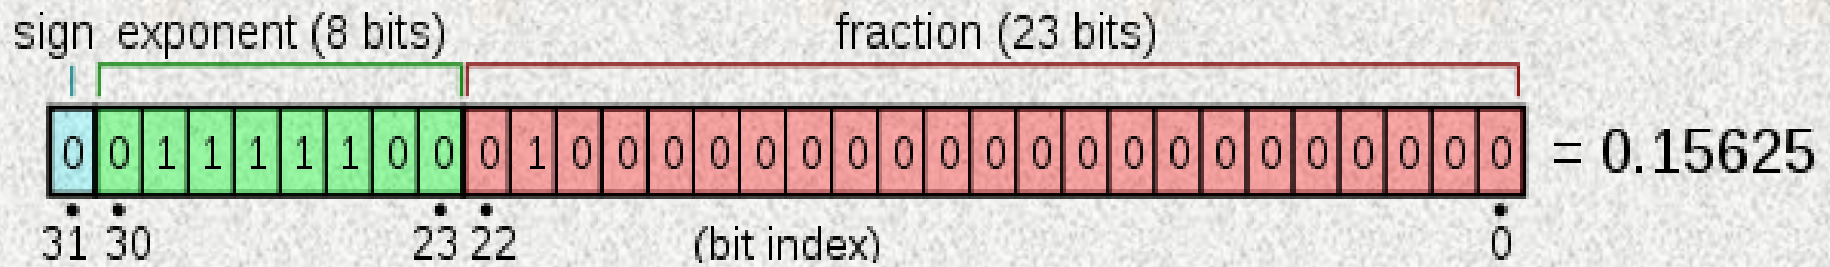 sign exponent (8 bits) fraction (23 bits)
0 0 1 1 1 1 1 0 0 0 1 0 0 0 0 0 0 0 0 0 0 0 0 0 0 0 0 0 0 0 0 0 = 0.15625
31 30 23 22 (bit index) 0